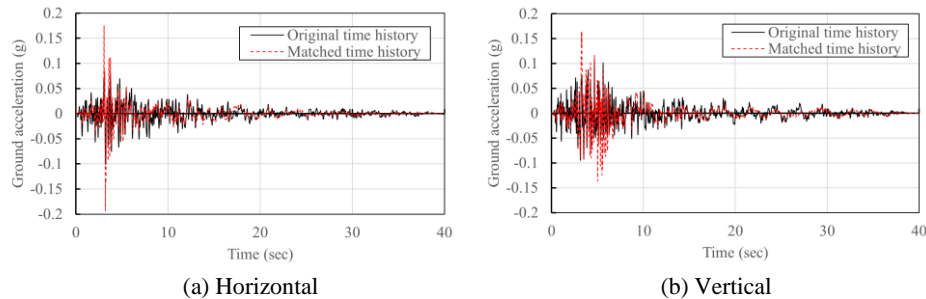 0.2
0.15
0.1
0.05
0
-0.05
-0.1
-0.15
-0.2
Ground acceleration (g)
Original time history
Matched time history
0 10 20 30 40
Time (sec)
(a) Horizontal
0.2
0.15
0.1
0.05
0
-0.05
-0.1
-0.15
-0.2
Ground acceleration (g)
Original time history
Matched time history
0 10 20 30 40
Time (sec)
(b) Vertical